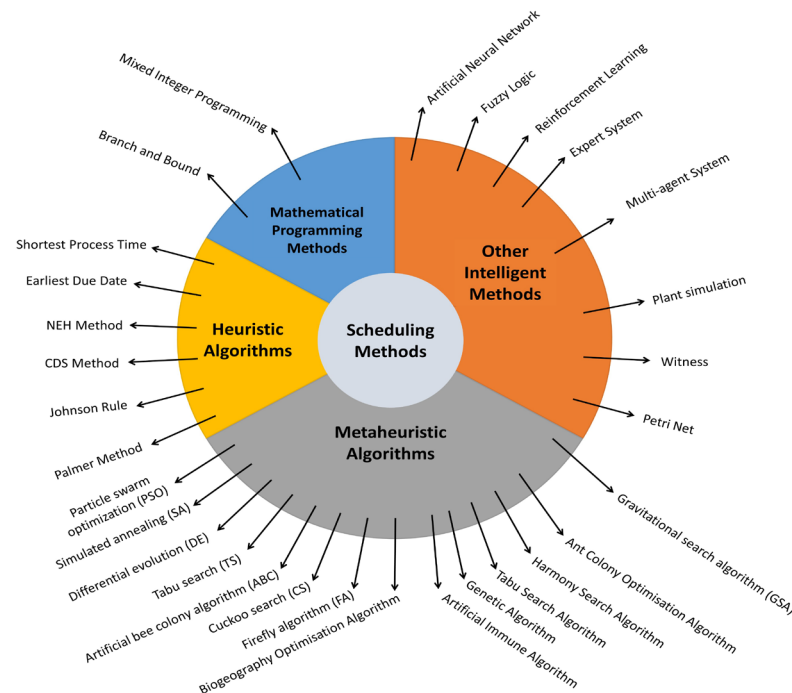 Mixed Integer Programming
Branch and Bound
Artificial Neural Network
Fuzzy Logic
Reinforcement Learning
Expert System
Multi-agent System
Plant simulation
Witness
Petri Net
Mathematical
Programming
Methods
Other
Intelligent
Methods
Shortest Process Time
Earliest Due Date
NEH Method
CDS Method
Johnson Rule
Palmer Method
Heuristic
Algorithms
Scheduling
Methods
Metaheuristic
Algorithms
Particle swarm
optimization (PSO)
Simulated annealing (SA)
Differential evolution (DE)
Tabu search (TS)
Artificial bee colony algorithm (ABC)
Cuckoo search (CS)
Firefly algorithm (FA)
Biogeography Optimisation Algorithm
Artificial Immune Algorithm
Genetic Algorithm
Tabu Search Algorithm
Harmony Search Algorithm
Ant Colony Optimisation Algorithm
Gravitational search algorithm (GSA)